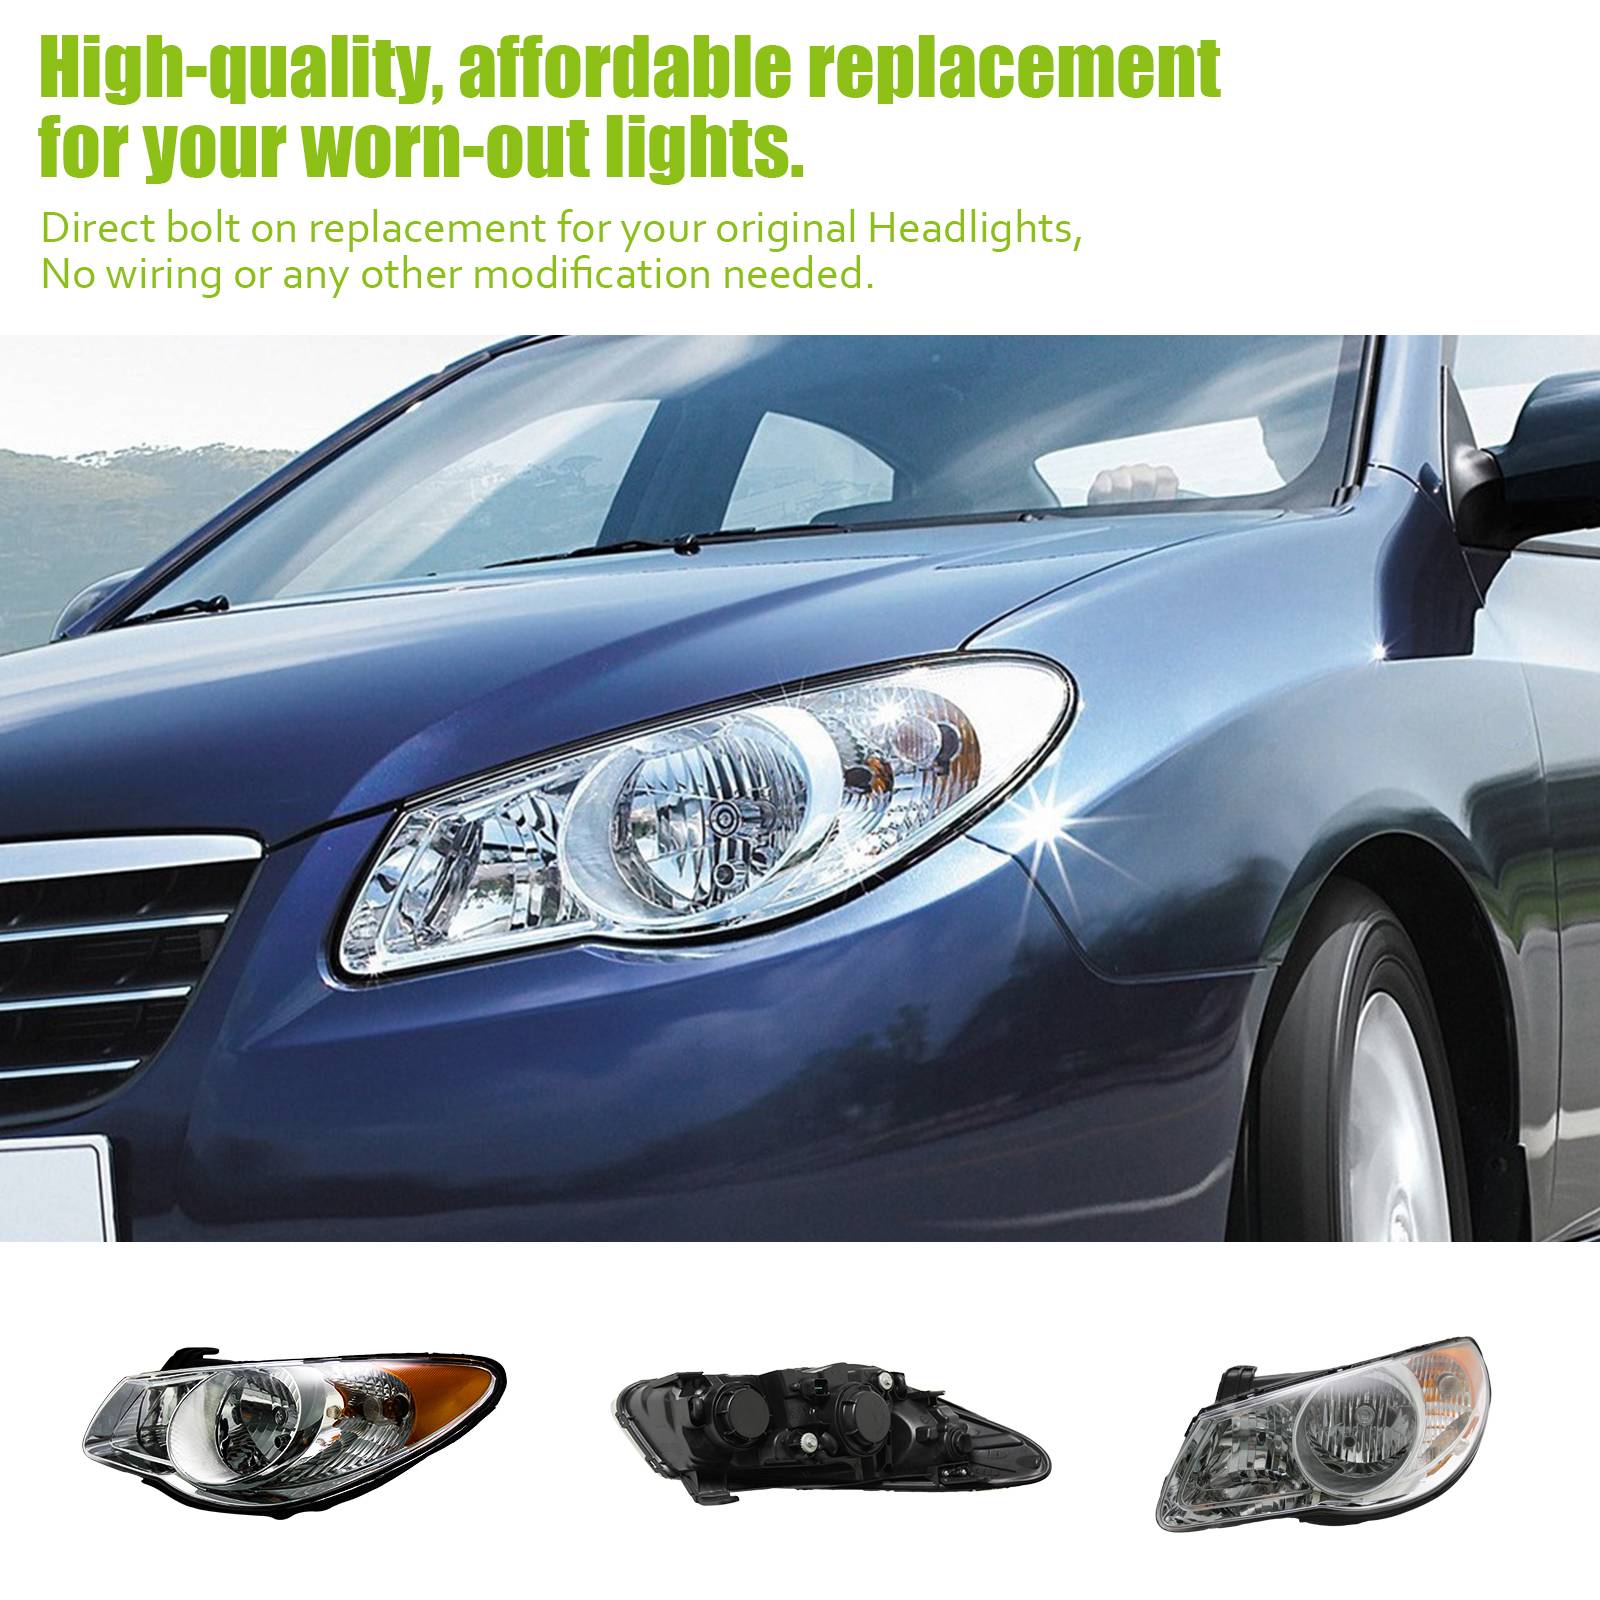 High-quality, affordable replacement
for your worn-out lights.
Direct bolt on replacement for your original Headlights,
No wiring or any other modification needed.